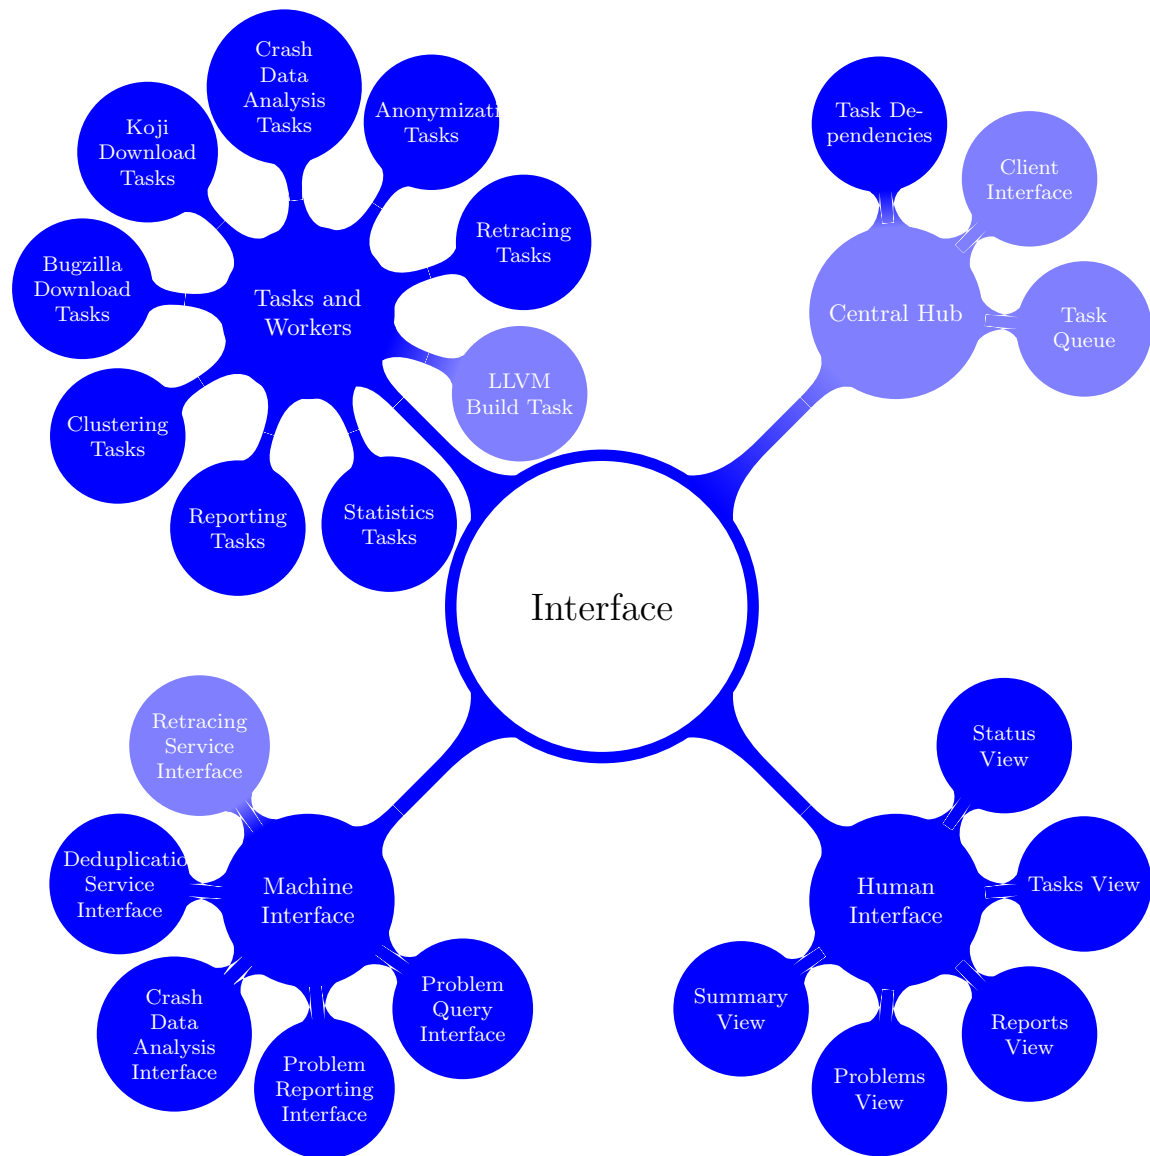 Crash
Data
Analysis
Tasks
Anonymizati
Tasks
Koji
Download
Tasks
Retracing
Tasks
Bugzilla
Download
Tasks
Tasks and
Workers
LLVM
Build Task
Clustering
Tasks
Reporting
Tasks
Statistics
Tasks
Task De-
pendencies
Client
Interface
Central Hub
Task
Queue
Interface
Retracing
Service
Interface
Deduplicatio
Service
Interface
Machine
Interface
Crash
Data
Analysis
Interface
Problem
Reporting
Interface
Problem
Query
Interface
Status
View
Human
Interface
Tasks View
Summary
View
Problems
View
Reports
View